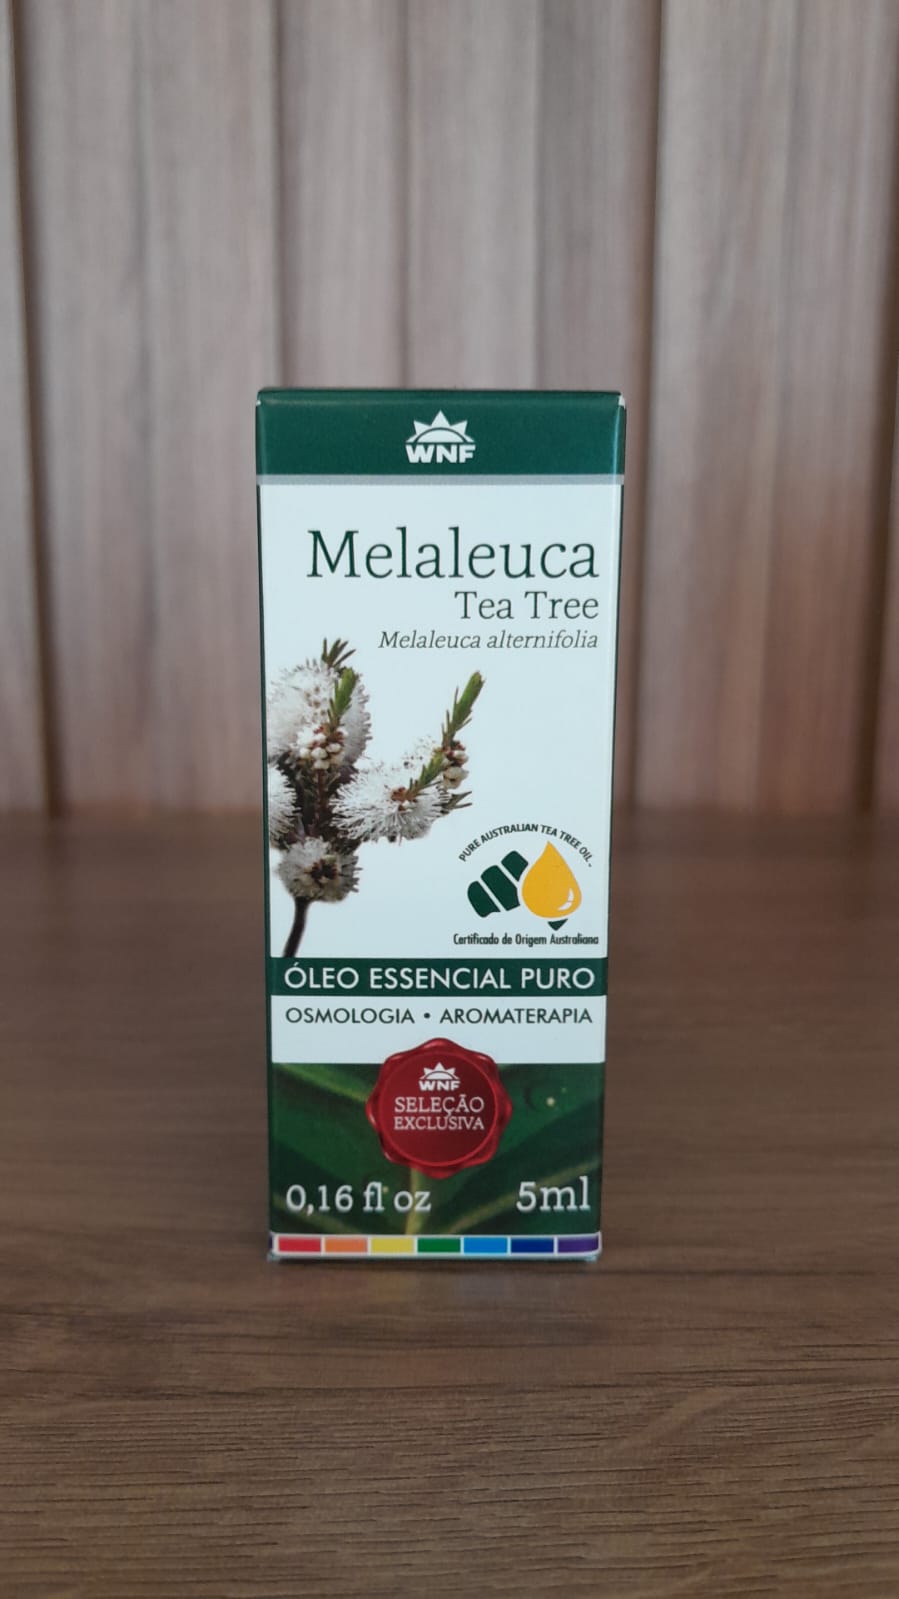 WNF
Melaleuca
Tea Tree
Melaleuca alternifolia
PURE AUSTRALIAN TEA TREE OIL -
Certificado de Origem Australiana
ÓLEO ESSENCIAL PURO
OSMOLOGIA • AROMATERAPIA
WNF
SELEÇÃO
EXCLUSIVA
0,16 fl oz 5ml